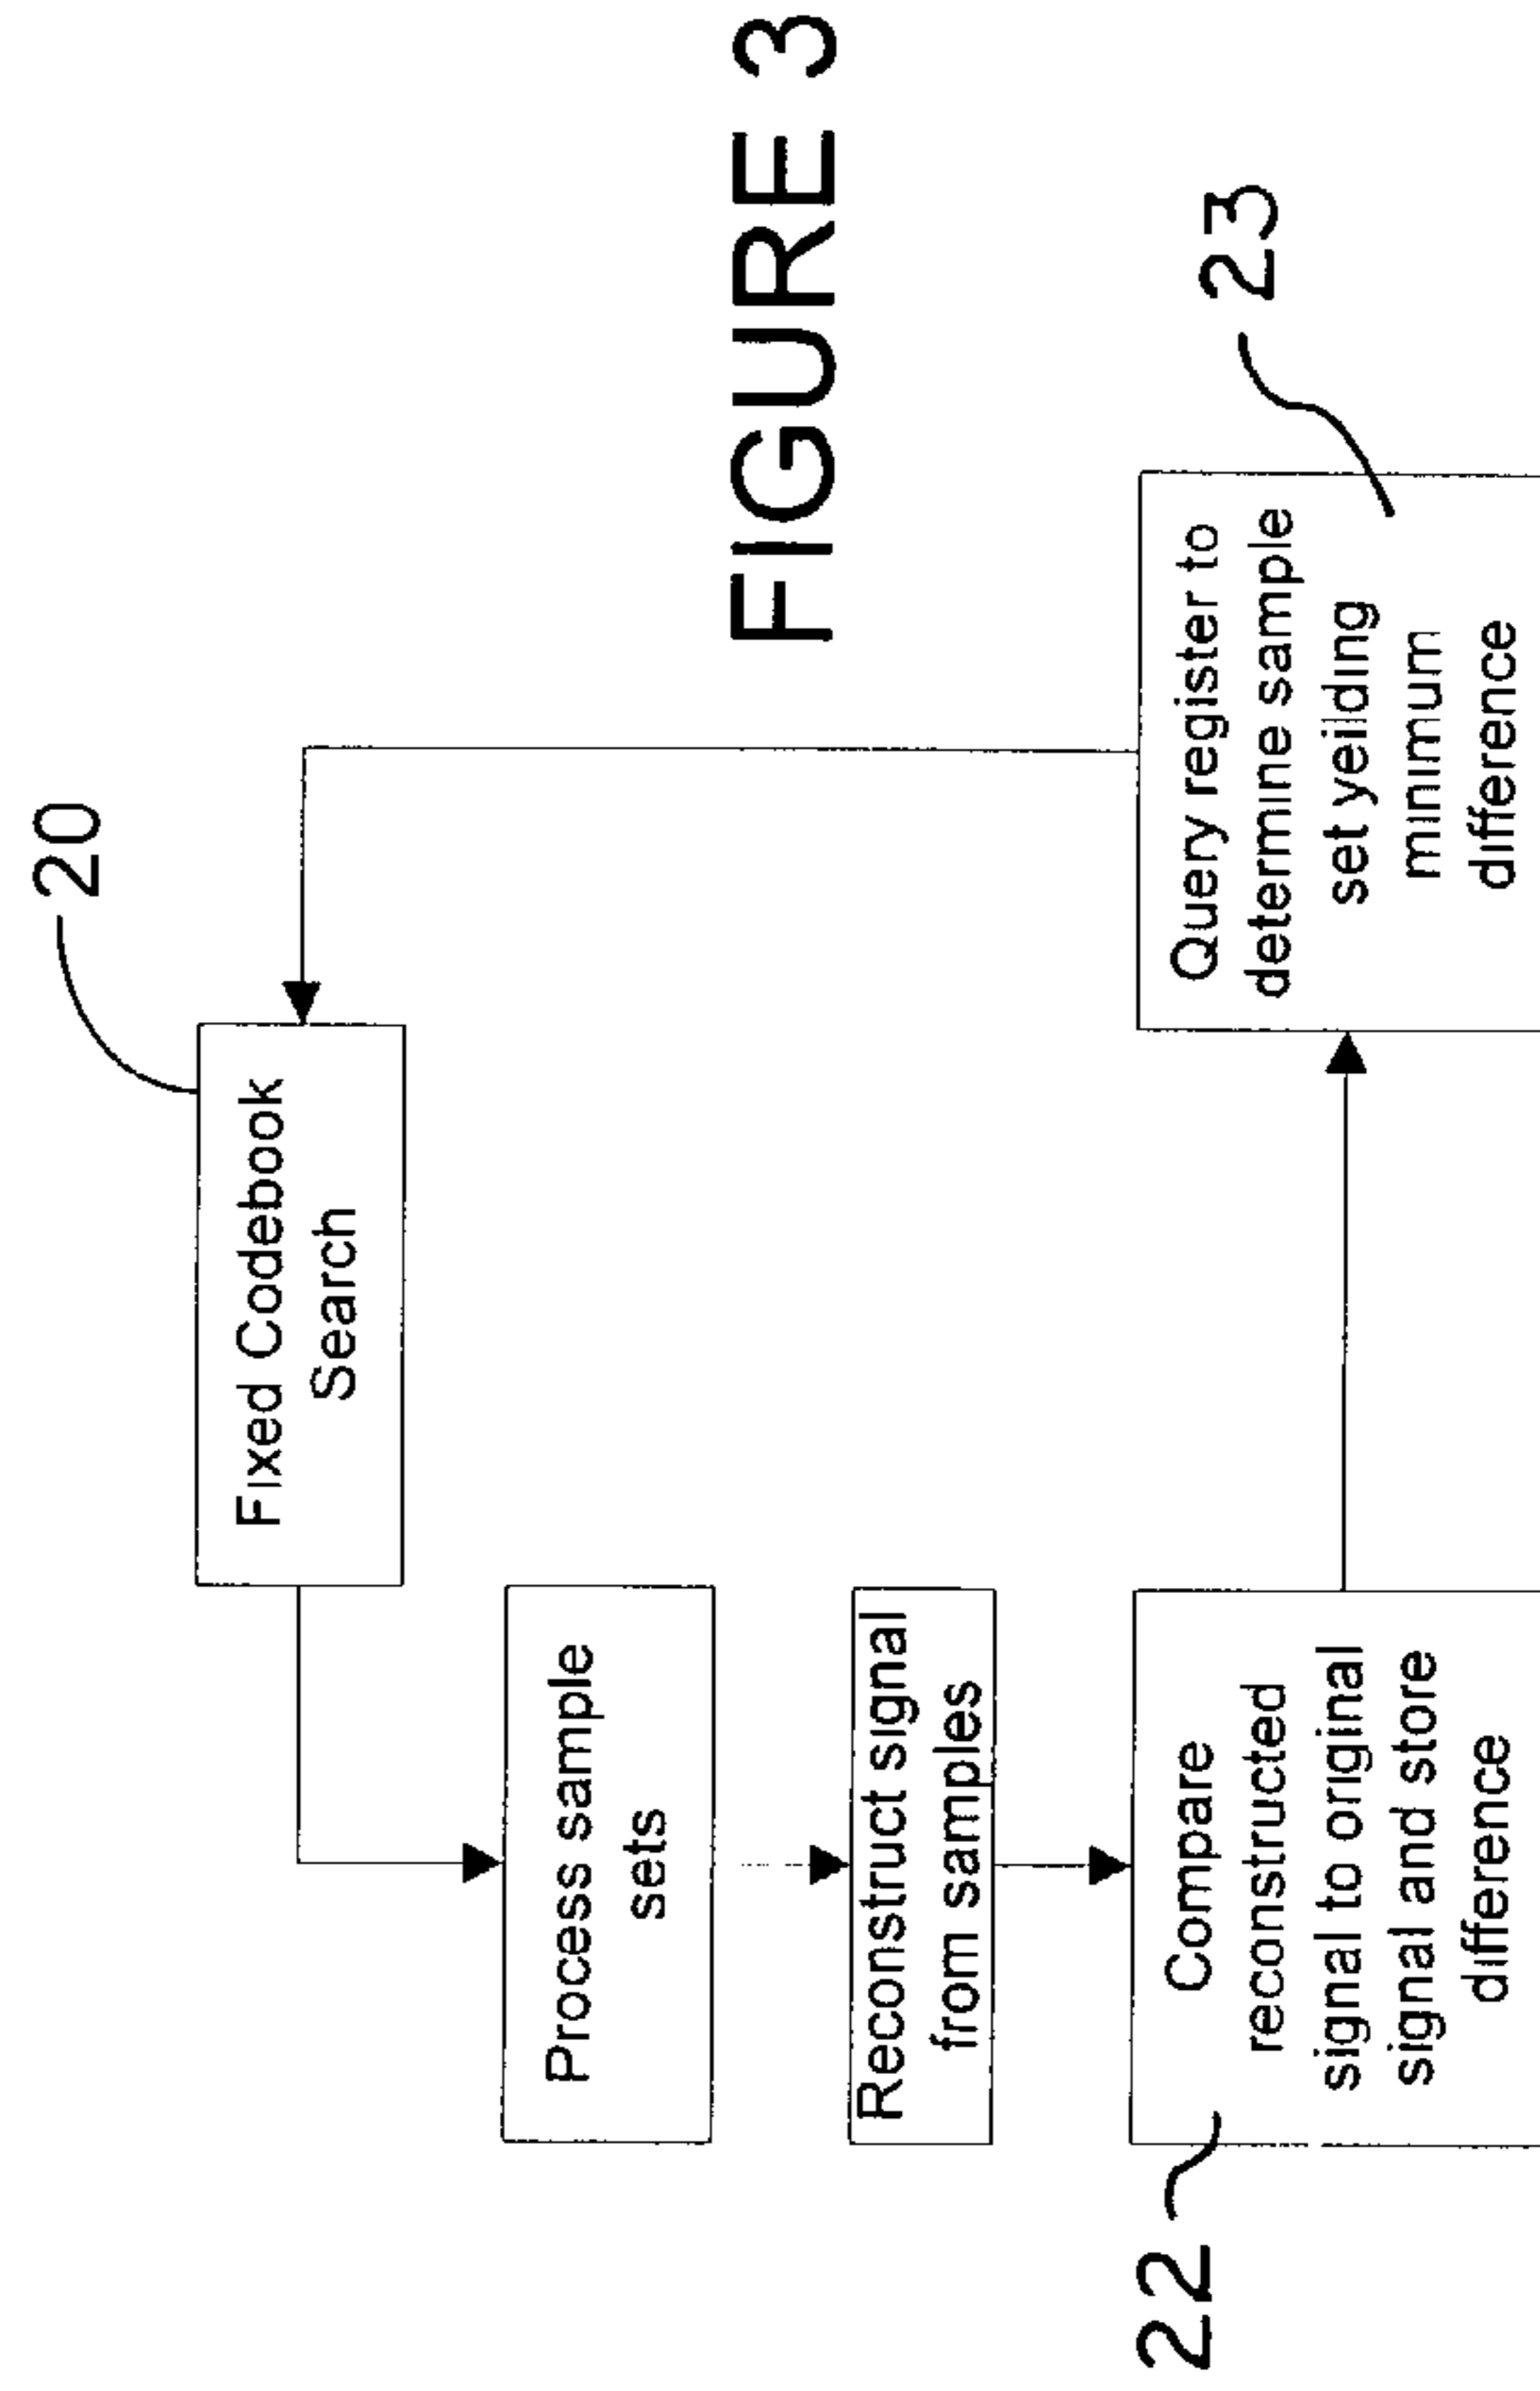 20
Fixed Codebook
Search
Process sample
sets
Reconstruct signal
from samples
22
Compare
reconstructed
signal to original
signal and store
difference
23
Query register to
determine sample
set yeilding
minimum
difference
FIGURE 3